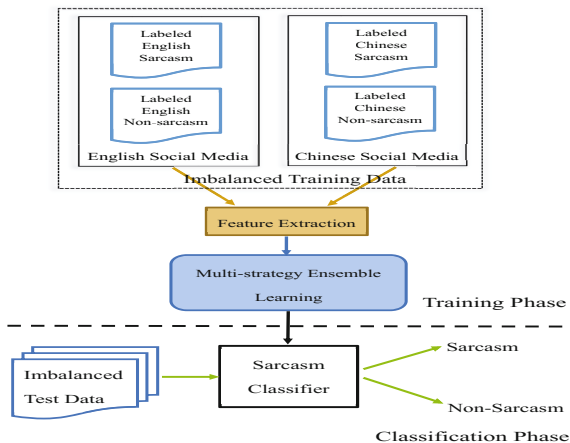 Labeled
English
Sarcasm
Labeled
English
Non-sarcasm
English Social Media
Labeled
Chinese
Sarcasm
Labeled
Chinese
Non-sarcasm
Chinese Social Media
Imbalanced Training Data
Feature Extraction
Multi-strategy Ensemble
Learning
Training Phase
Imbalanced
Test Data
Sarcasm
Classifier
Sarcasm
Non-Sarcasm
Classification Phase